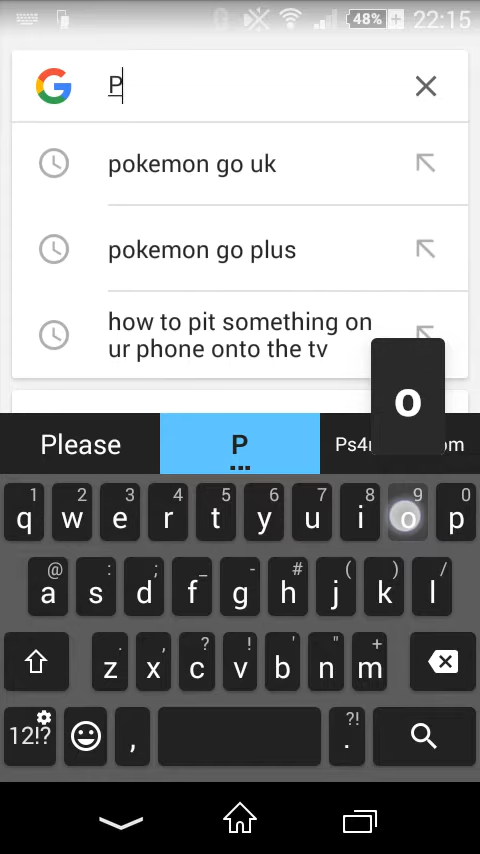 48% 22:15
P
pokemon go uk
pokemon go plus
how to pit something on
ur phone onto the tv
o
Please P
1 2 3 4 5 6 7 8 9 0
q w e r t y u i o p
@ : ; _ - # ( ) /
a s d f g h j k l
. , ? ! ' " +
z x c v b n m
12!? , ?! .